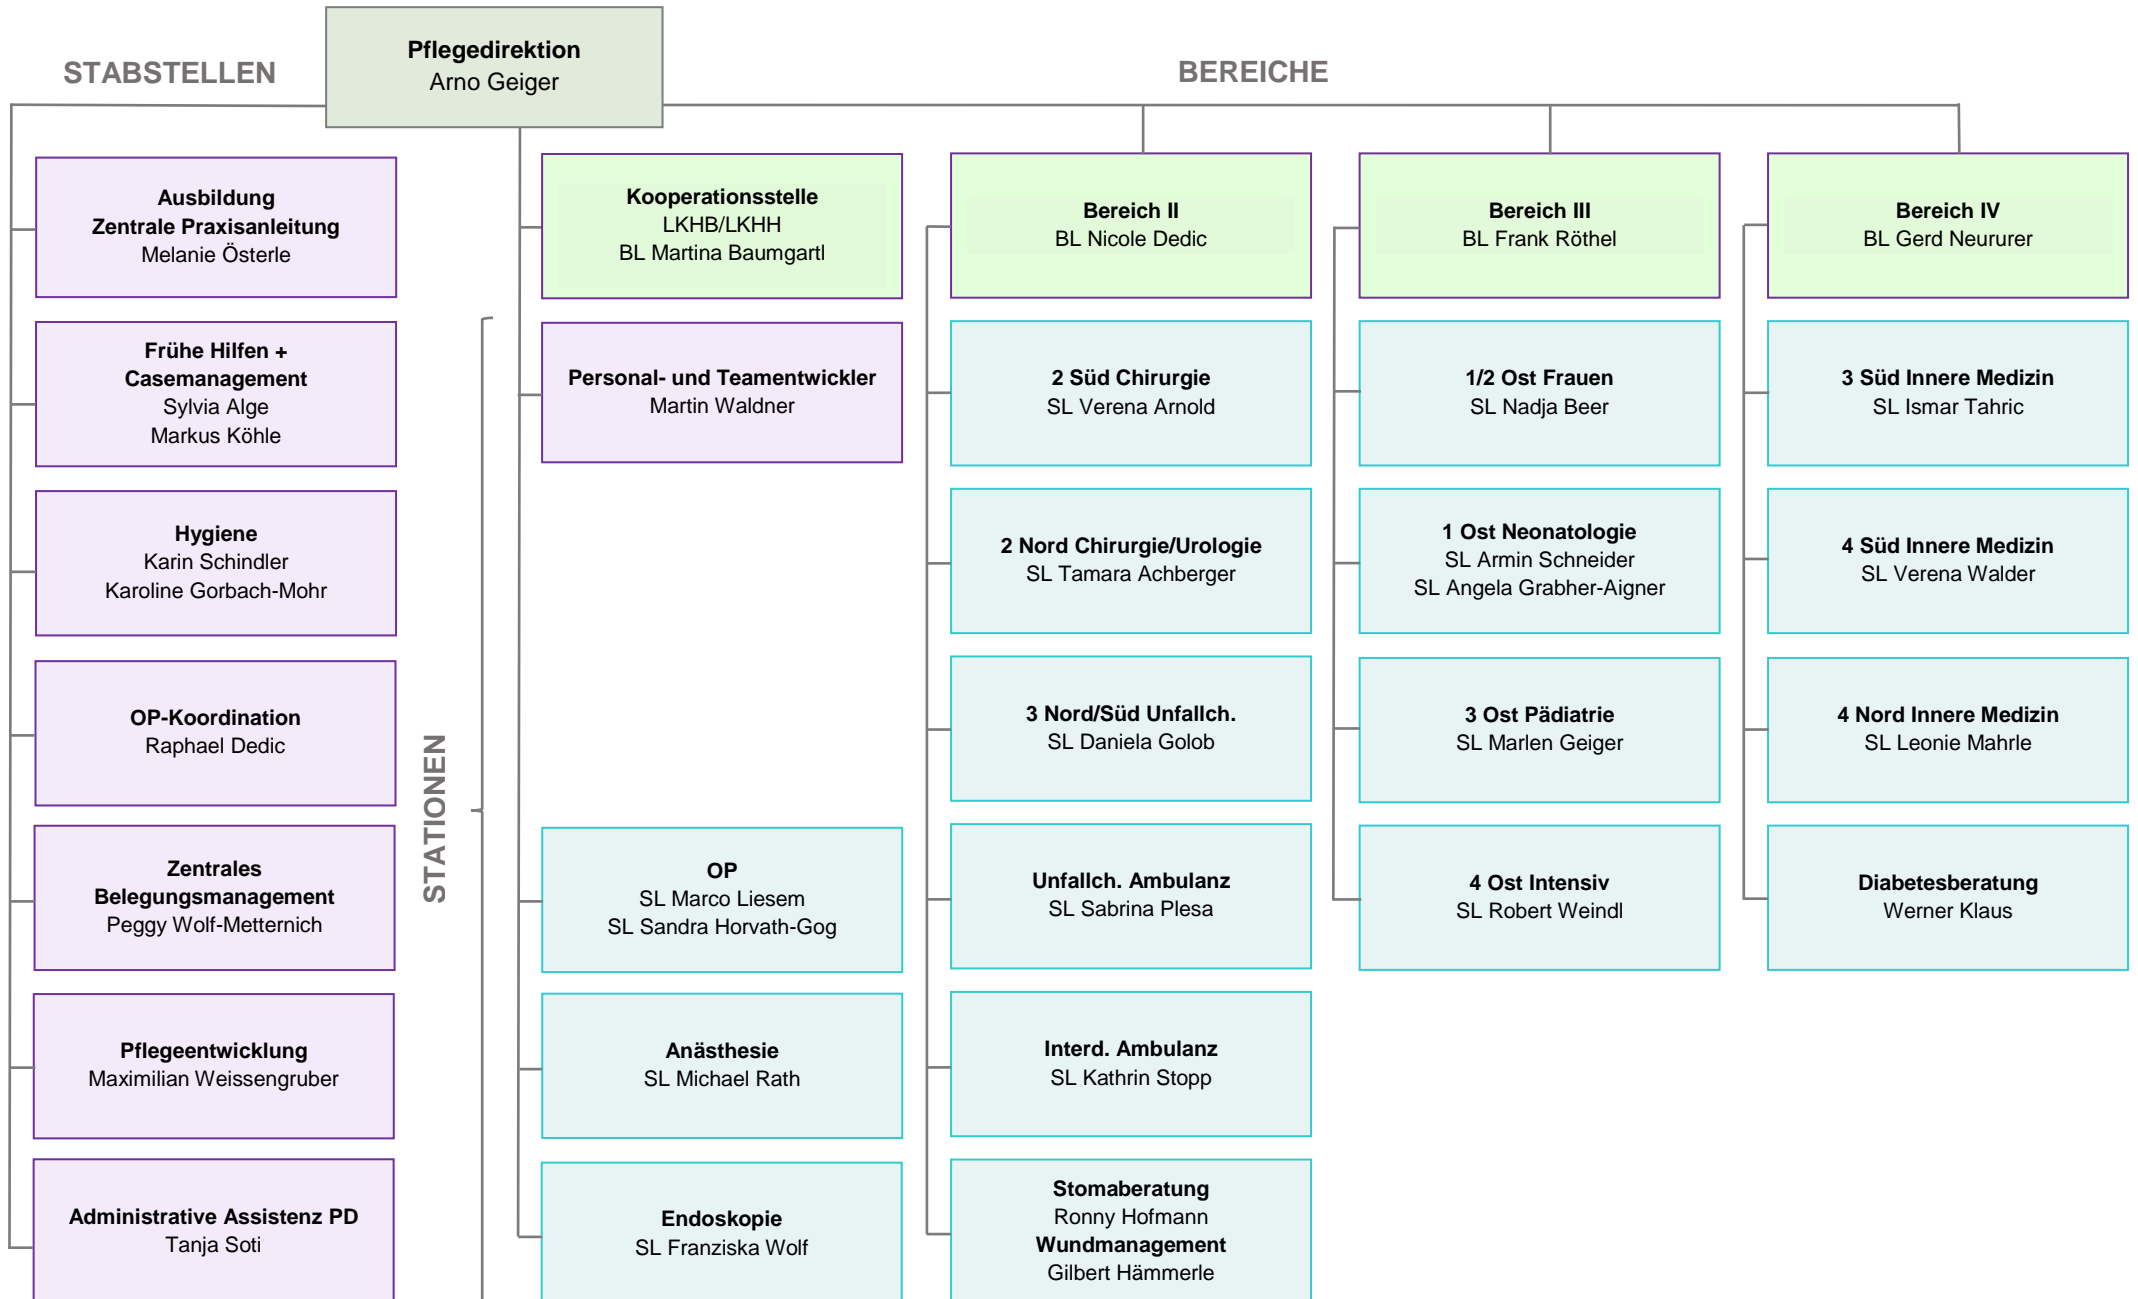 STABSTELLEN
Pflegedirektion
Arno Geiger
BEREICHE
Ausbildung
Zentrale Praxisanleitung
Melanie Österle
Frühe Hilfen +
Casemanagement
Sylvia Alge
Markus Köhle
Hygiene
Karin Schindler
Karoline Gorbach-Mohr
OP-Koordination
Raphael Dedic
Zentrales
Belegungsmanagement
Peggy Wolf-Metternich
Pflegeentwicklung
Maximilian Weissengruber
Administrative Assistenz PD
Tanja Soti
STATIONEN
Kooperationsstelle
LKHB/LKHH
BL Martina Baumgartl
Personal- und Teamentwickler
Martin Waldner
OP
SL Marco Liesem
SL Sandra Horvath-Gog
Anästhesie
SL Michael Rath
Endoskopie
SL Franziska Wolf
Bereich II
BL Nicole Dedic
2 Süd Chirurgie
SL Verena Arnold
2 Nord Chirurgie/Urologie
SL Tamara Achberger
3 Nord/Süd Unfallch.
SL Daniela Golob
Unfallch. Ambulanz
SL Sabrina Plesa
Interd. Ambulanz
SL Kathrin Stopp
Stomaberatung
Ronny Hofmann
Wundmanagement
Gilbert Hämmerle
Bereich III
BL Frank Röthel
1/2 Ost Frauen
SL Nadja Beer
1 Ost Neonatologie
SL Armin Schneider
SL Angela Grabher-Aigner
3 Ost Pädiatrie
SL Marlen Geiger
4 Ost Intensiv
SL Robert Weindl
Bereich IV
BL Gerd Neururer
3 Süd Innere Medizin
SL Ismar Tahric
4 Süd Innere Medizin
SL Verena Walder
4 Nord Innere Medizin
SL Leonie Mahrle
Diabetesberatung
Werner Klaus